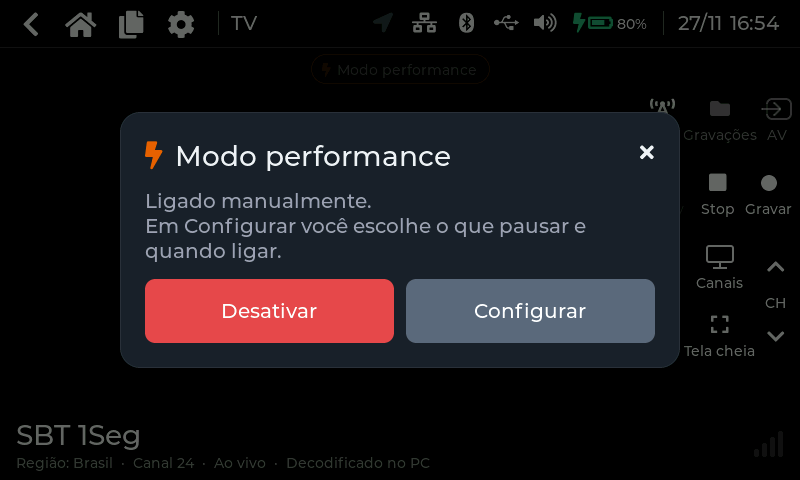 TV
80%
27/11 16:54
Modo performance
Gravações
AV
Modo performance
Ligado manualmente.
Em Configurar você escolhe o que pausar e
quando ligar.
Stop
Gravar
Desativar
Configurar
Canais
CH
Tela cheia
SBT 1Seg
Região: Brasil • Canal 24 • Ao vivo • Decodificado no PC